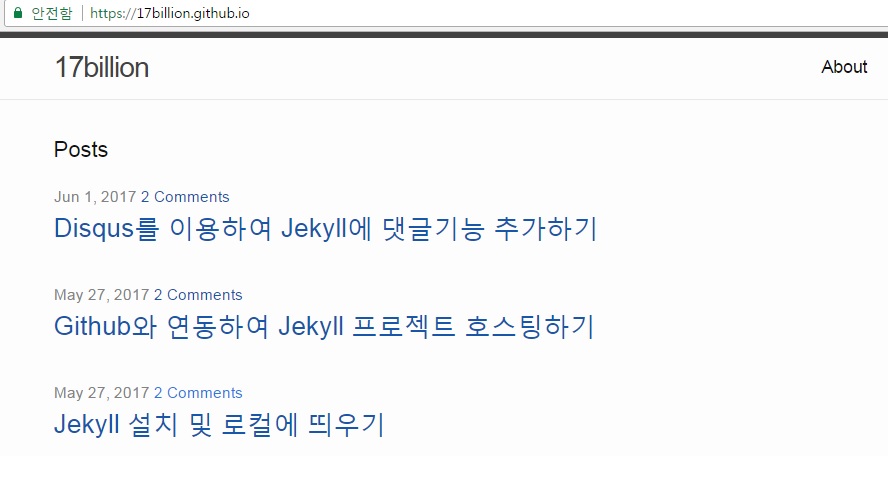 안전함 https://17billion.github.io
17billion About
Posts
Jun 1, 2017 2 Comments
Disqus를 이용하여 Jekyll에 댓글기능 추가하기
May 27, 2017 2 Comments
Github와 연동하여 Jekyll 프로젝트 호스팅하기
May 27, 2017 2 Comments
Jekyll 설치 및 로컬에 띄우기